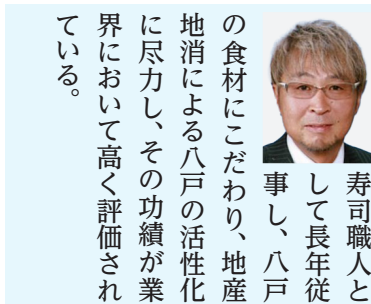 寿司職人と
して長年従
事し、八戸
の食材にこだわり、地産
地消による八戸の活性化
に尽力し、その功績が業
界において高く評価され
ている。